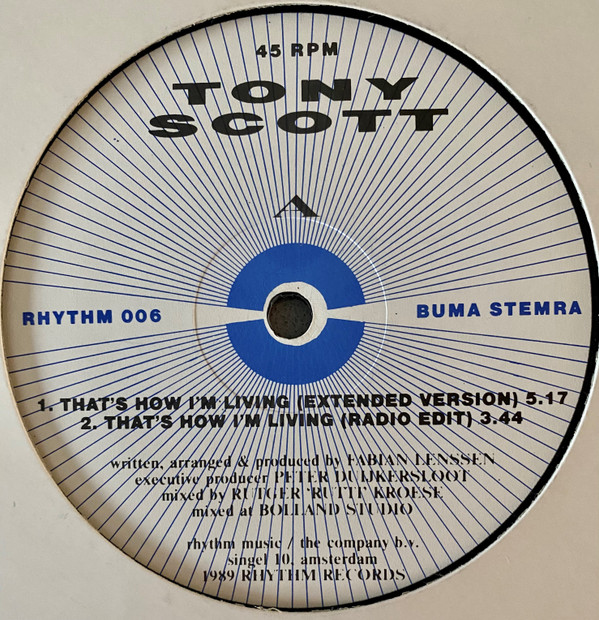 45 RPM
TONY
SCOTT
A
RHYTHM 006
BUMA STEMRA
1. THAT'S HOW I'M LIVING (EXTENDED VERSION) 5.17
2. THAT'S HOW I'M LIVING (RADIO EDIT) 3.44
written, arranged & produced by FABIAN LENSSEN
executive producer PETER DUIJKERSLOOT
mixed by RUTGER 'RUTTI' KROESE
mixed at BOLLAND STUDIO
rhythm music / the company b.v.
singel 10, amsterdam
1989 RHYTHM RECORDS